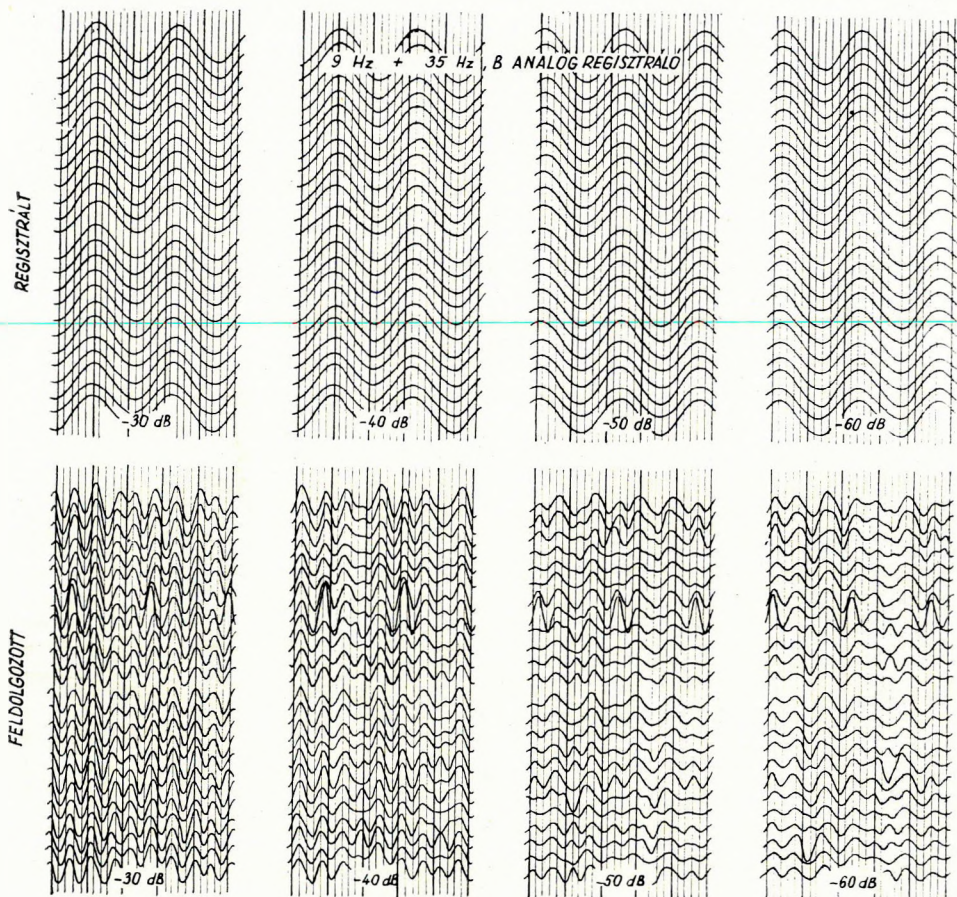 9 Hz + 35 Hz, B ANALÓG REGISZTRÁLÓ
REGISZTRÁLT
-30 dB
-40 dB
-50 dB
-60 dB
FELDOLGOZOTT
-30 dB
-40 dB
-50 dB
-60 dB